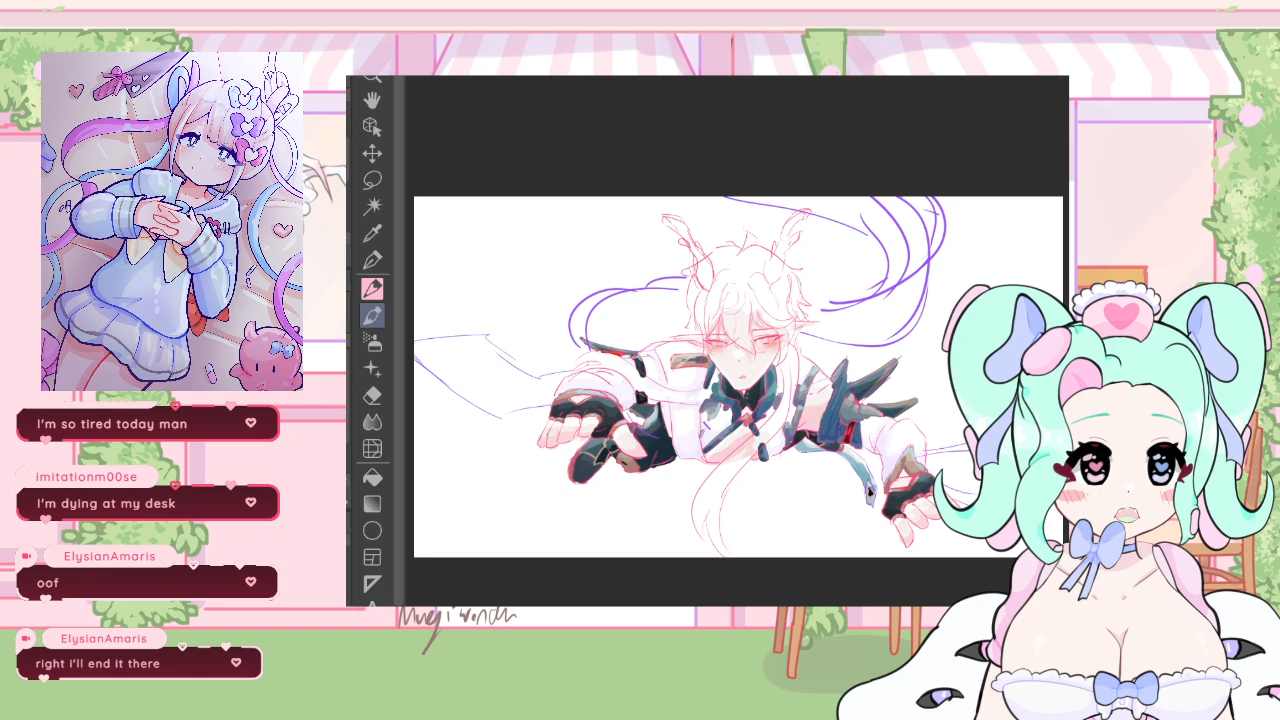 I'm so tired today man
imitationm00se
I'm dying at my desk
ElysianAmaris
oof
ElysianAmaris
right i'll end it there